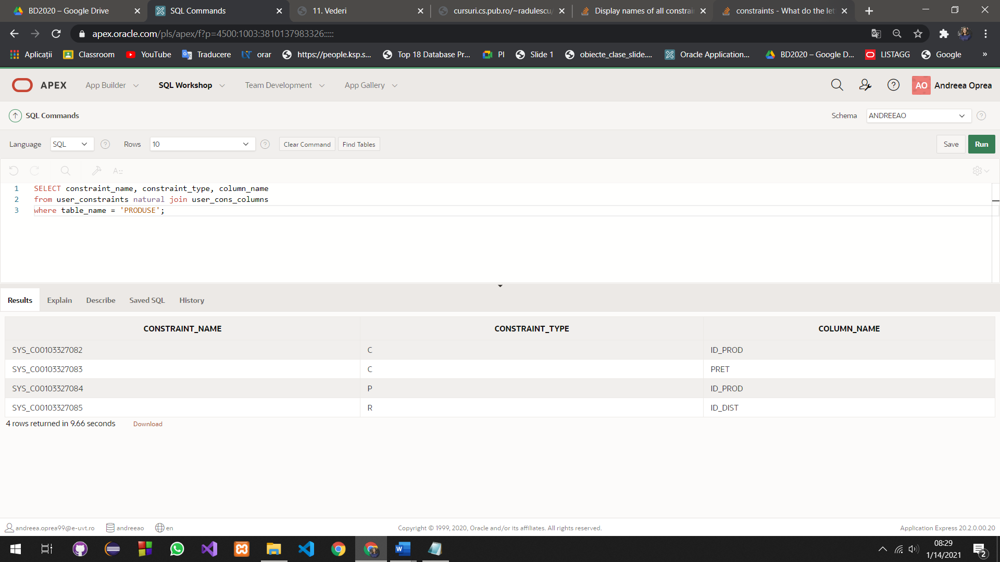 BD2020 – Google Drive
SQL Commands
11. Vederi
cursuri.cs.pub.ro/~radulescu/
Display names of all constrai
constraints - What do the let
apex.oracle.com/pls/apex/f?p=4500:1003:3810137983326:::::
Aplicații
Classroom
YouTube
Traducere
orar
https://people.ksp.s...
Top 18 Database Pr...
PI
Slide 1
obiecte_clase_slide....
Oracle Application...
BD2020 – Google D...
LISTAGG
Google
»
APEX
App Builder
SQL Workshop
Team Development
App Gallery
AO
Andreea Oprea
SQL Commands
Schema
ANDREEAO
Language
SQL
Rows
10
Clear Command
Find Tables
Save
Run
1 SELECT constraint_name, constraint_type, column_name
2 from user_constraints natural join user_cons_columns
3 where table_name = 'PRODUSE';
Results
Explain
Describe
Saved SQL
History
CONSTRAINT_NAME CONSTRAINT_TYPE COLUMN_NAME
SYS_C00103327082 C ID_PROD
SYS_C00103327083 C PRET
SYS_C00103327084 P ID_PROD
SYS_C00103327085 R ID_DIST
4 rows returned in 9.66 seconds
Download
andreea.oprea99@e-uvt.ro
andreeao
en
Copyright © 1999, 2020, Oracle and/or its affiliates. All rights reserved.
Application Express 20.2.0.00.20
08:29
1/14/2021
2